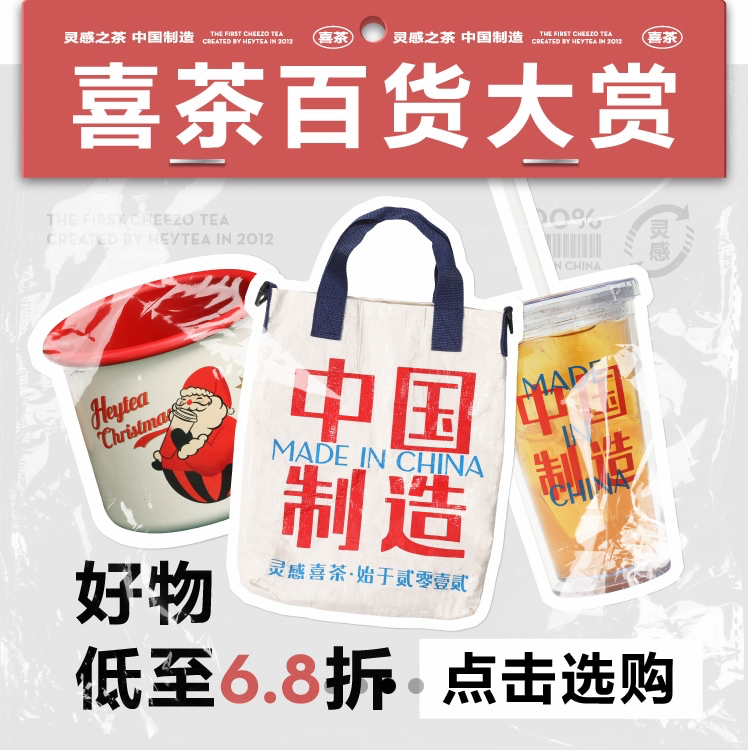 灵感之茶 中国制造
THE FIRST CHEEZO TEA
CREATED BY HEYTEA IN 2012
喜茶
灵感之茶 中国制造
THE FIRST CHEEZO TEA
CREATED BY HEYTEA IN 2012
喜茶
喜茶百货大赏
THE FIRST CHEEZO TEA
CREATED BY HEYTEA IN 2012
00%
IN CHINA
灵感
Heytea
Christmas
中国
MADE IN CHINA
制造
灵感喜茶·始于贰零壹贰
MADE
中国
IN
制造
CHINA
好物
低至6.8折
点击选购